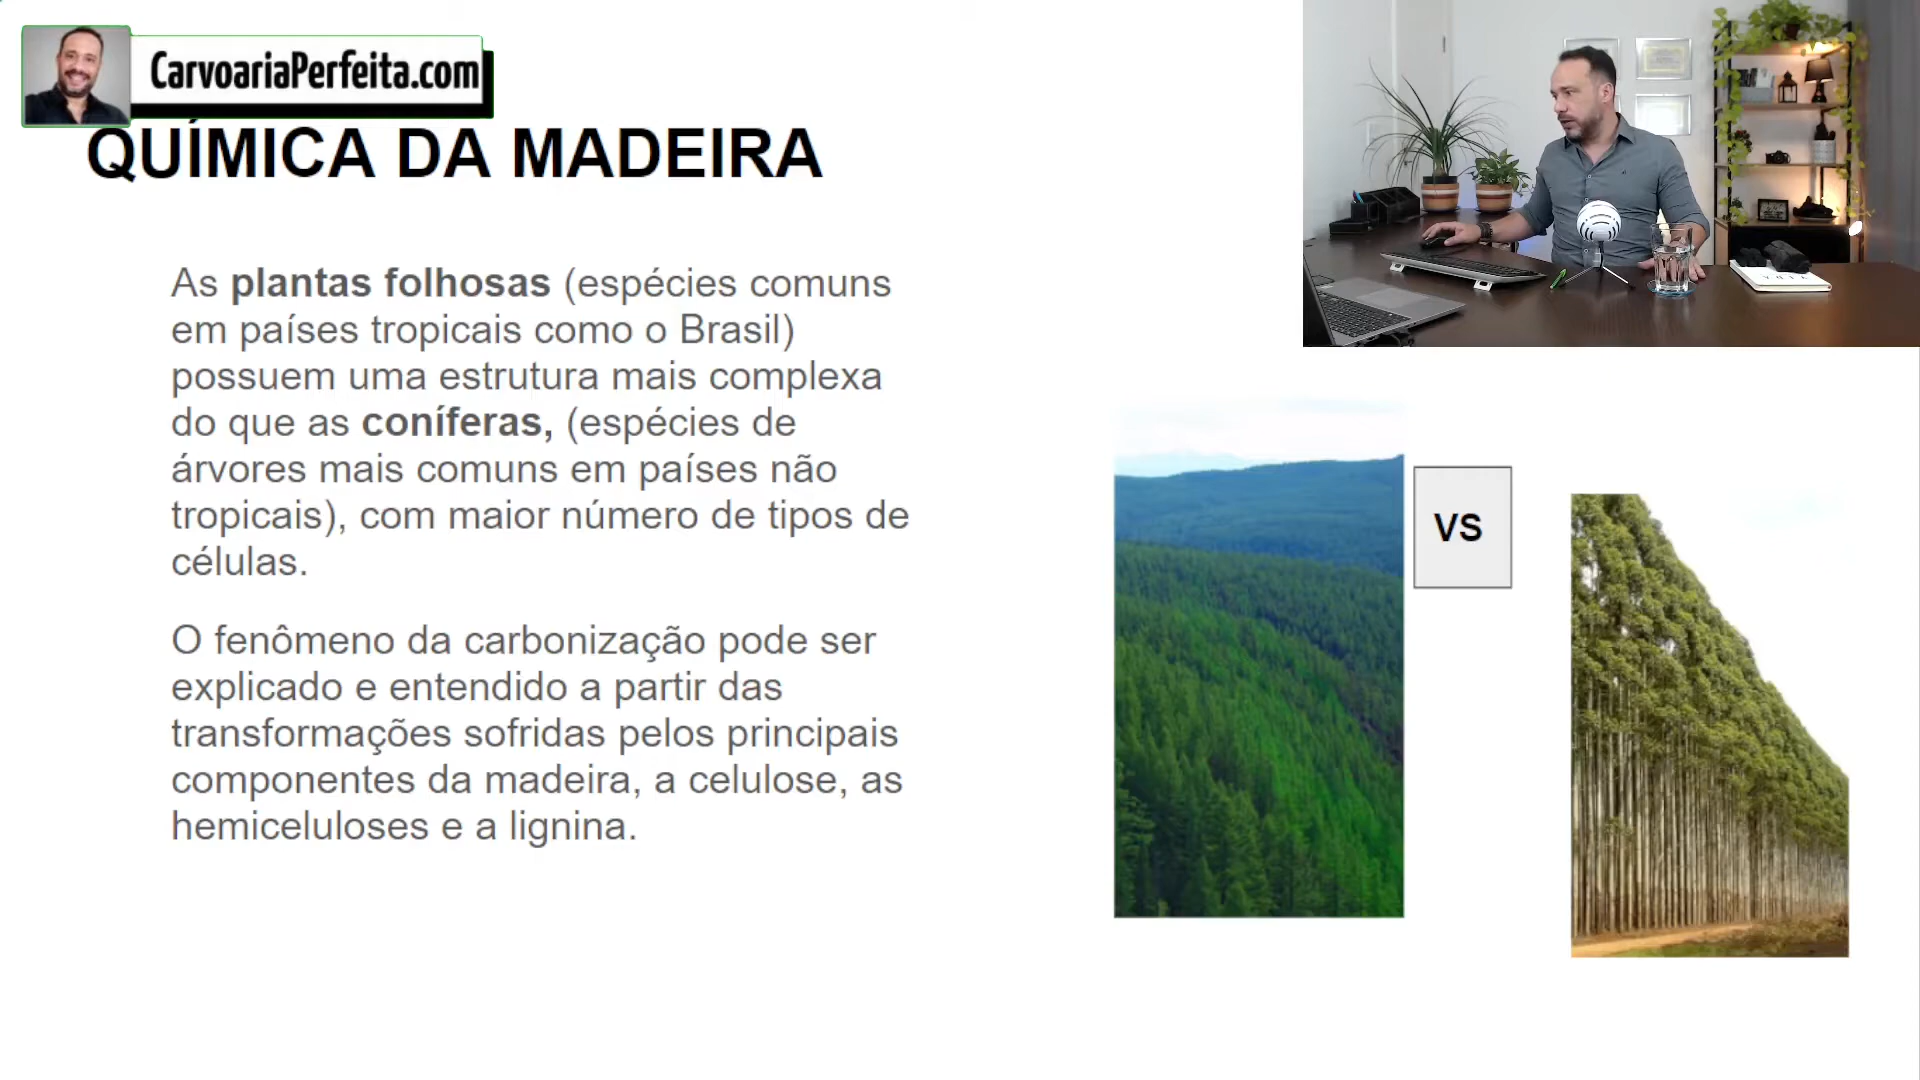 CarvoariaPerfeita.com
QUÍMICA DA MADEIRA
As plantas folhosas (espécies comuns
em países tropicais como o Brasil)
possuem uma estrutura mais complexa
do que as coníferas, (espécies de
árvores mais comuns em países não
tropicais), com maior número de tipos de
células.
O fenômeno da carbonização pode ser
explicado e entendido a partir das
transformações sofridas pelos principais
componentes da madeira, a celulose, as
hemiceluloses e a lignina.
VS